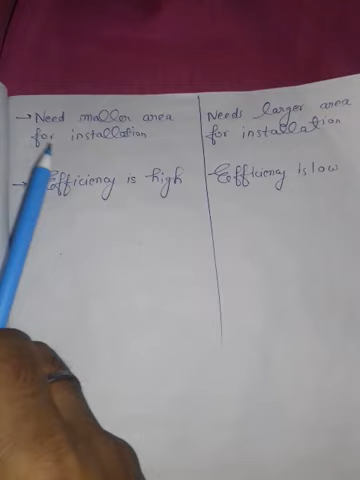 → Need smaller area
for installation
→ Efficiency is high
Needs larger area
for installation
Efficiency is low